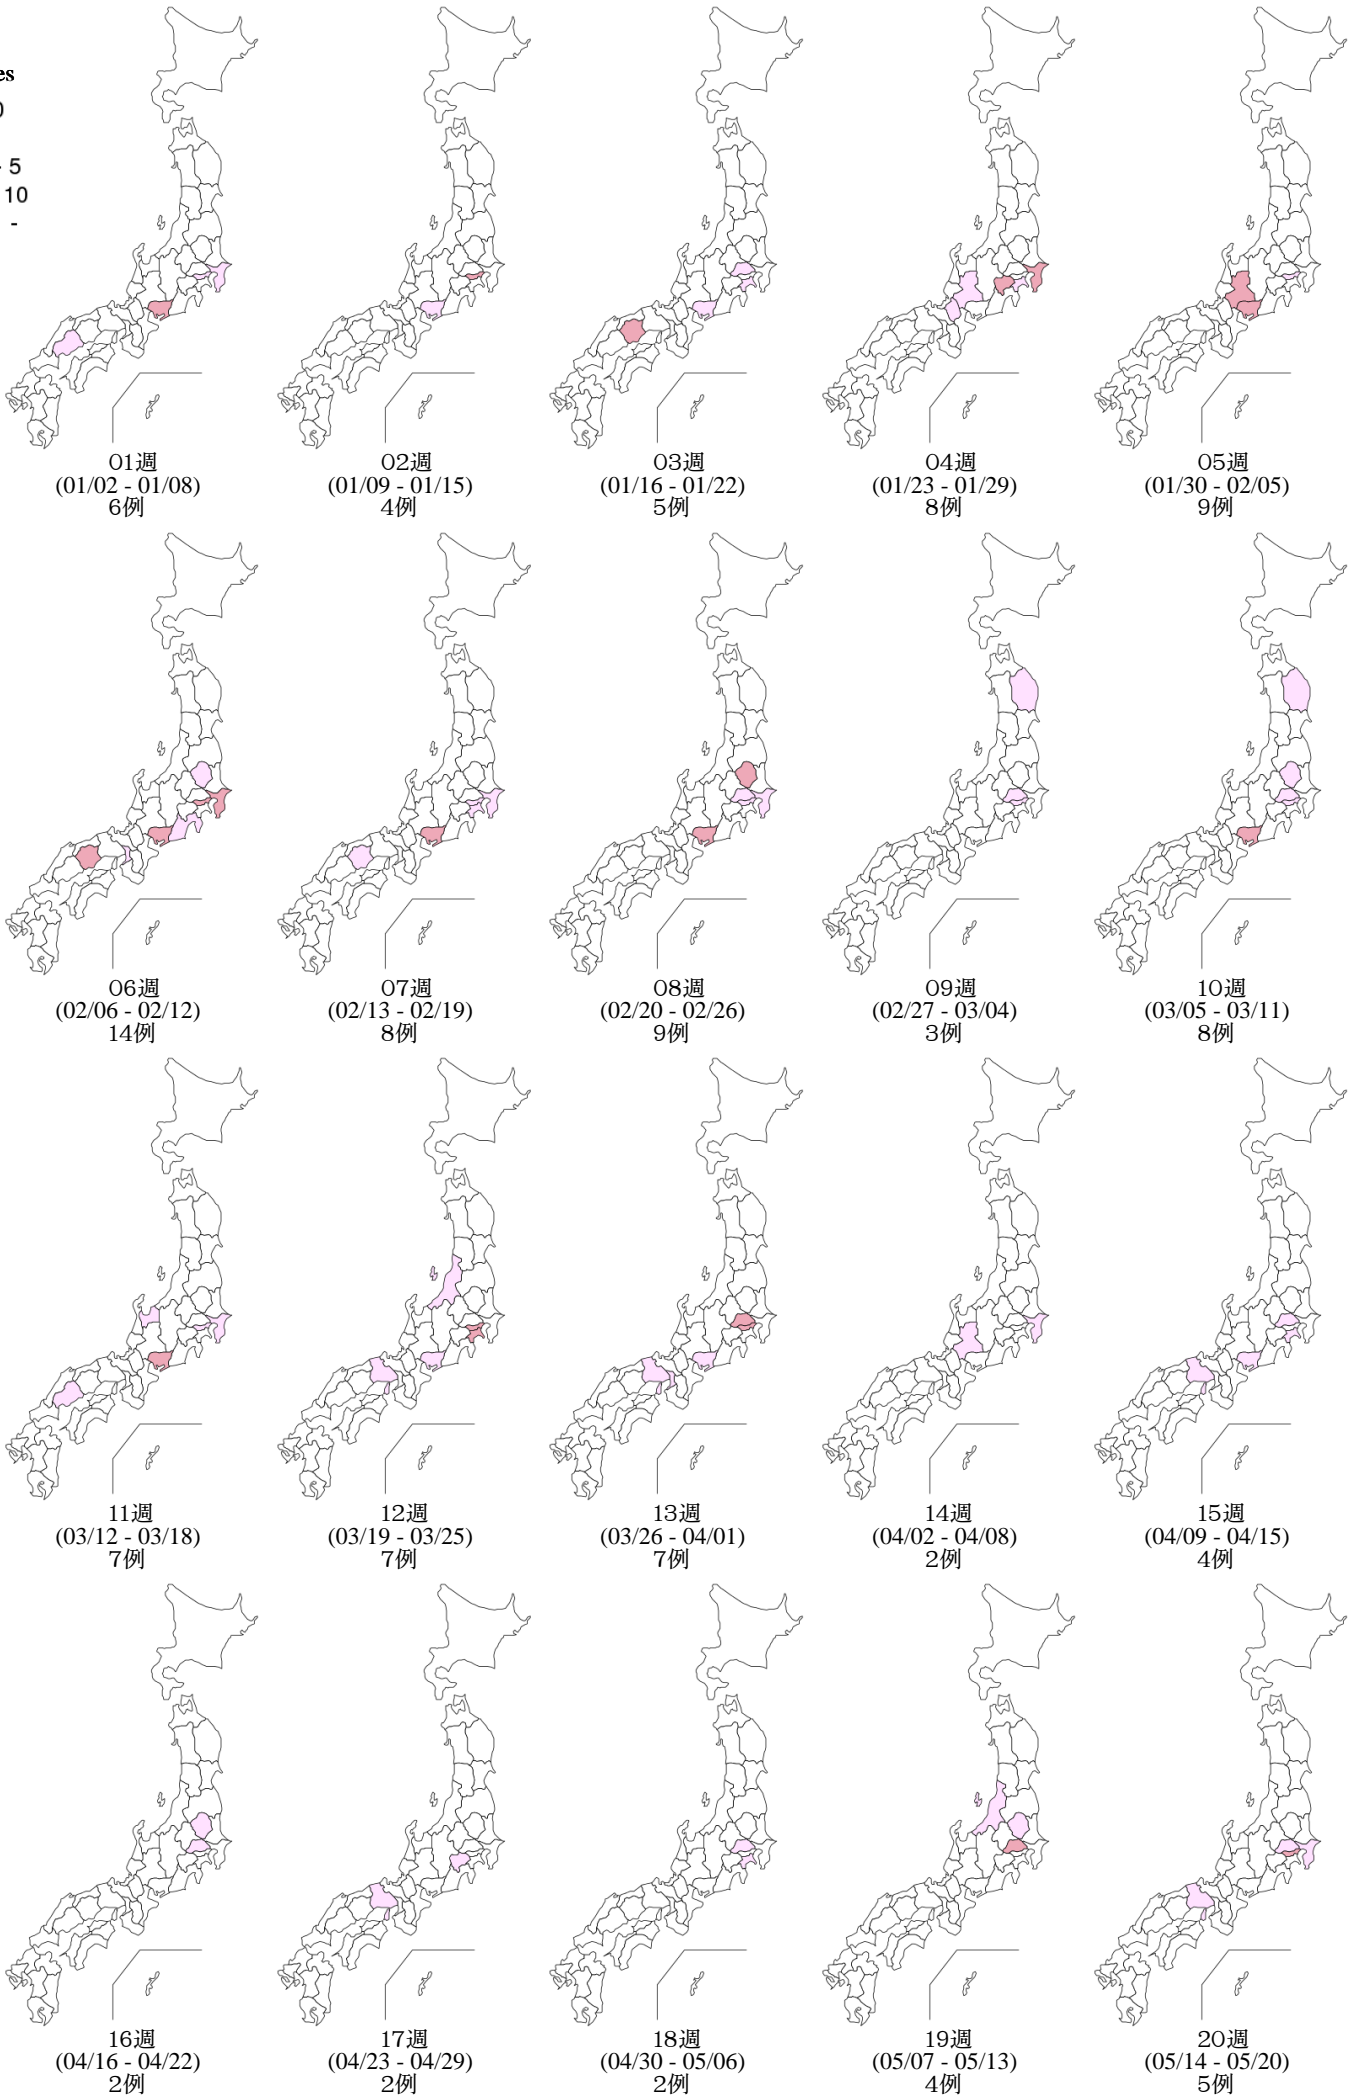 es
0
- 5
10
-
01週
(01/02 - 01/08)
6例
02週
(01/09 - 01/15)
4例
03週
(01/16 - 01/22)
5例
04週
(01/23 - 01/29)
8例
05週
(01/30 - 02/05)
9例
06週
(02/06 - 02/12)
14例
07週
(02/13 - 02/19)
8例
08週
(02/20 - 02/26)
9例
09週
(02/27 - 03/04)
3例
10週
(03/05 - 03/11)
8例
11週
(03/12 - 03/18)
7例
12週
(03/19 - 03/25)
7例
13週
(03/26 - 04/01)
7例
14週
(04/02 - 04/08)
2例
15週
(04/09 - 04/15)
4例
16週
(04/16 - 04/22)
2例
17週
(04/23 - 04/29)
2例
18週
(04/30 - 05/06)
2例
19週
(05/07 - 05/13)
4例
20週
(05/14 - 05/20)
5例